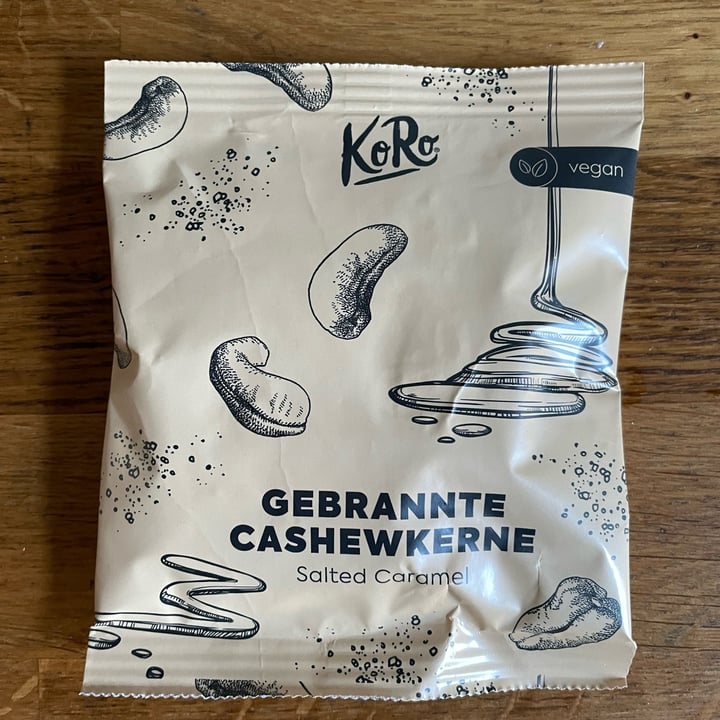 KoRo
vegan
GEBRANNTE
CASHEWKERNE
Salted Caramel